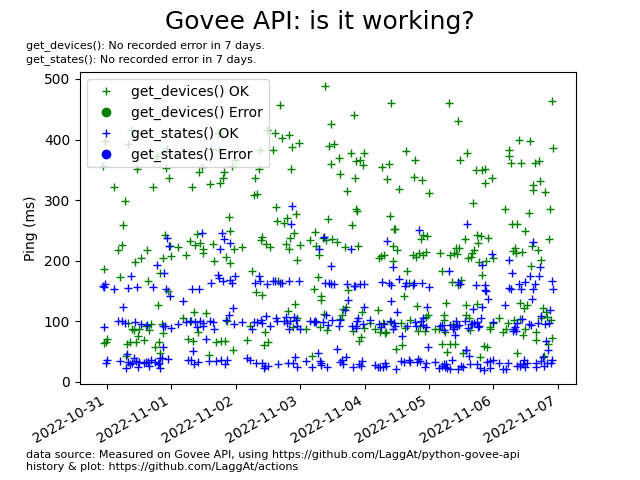 Govee API: is it working?
get_devices(): No recorded error in 7 days.
get_states(): No recorded error in 7 days.
get_devices() OK
get_devices() Error
get_states() OK
get_states() Error
Ping (ms)
500
400
300
200
100
0
2022-10-31
2022-11-01
2022-11-02
2022-11-03
2022-11-04
2022-11-05
2022-11-06
2022-11-07
data source: Measured on Govee API, using https://github.com/LaggAt/python-govee-api
history & plot: https://github.com/LaggAt/actions